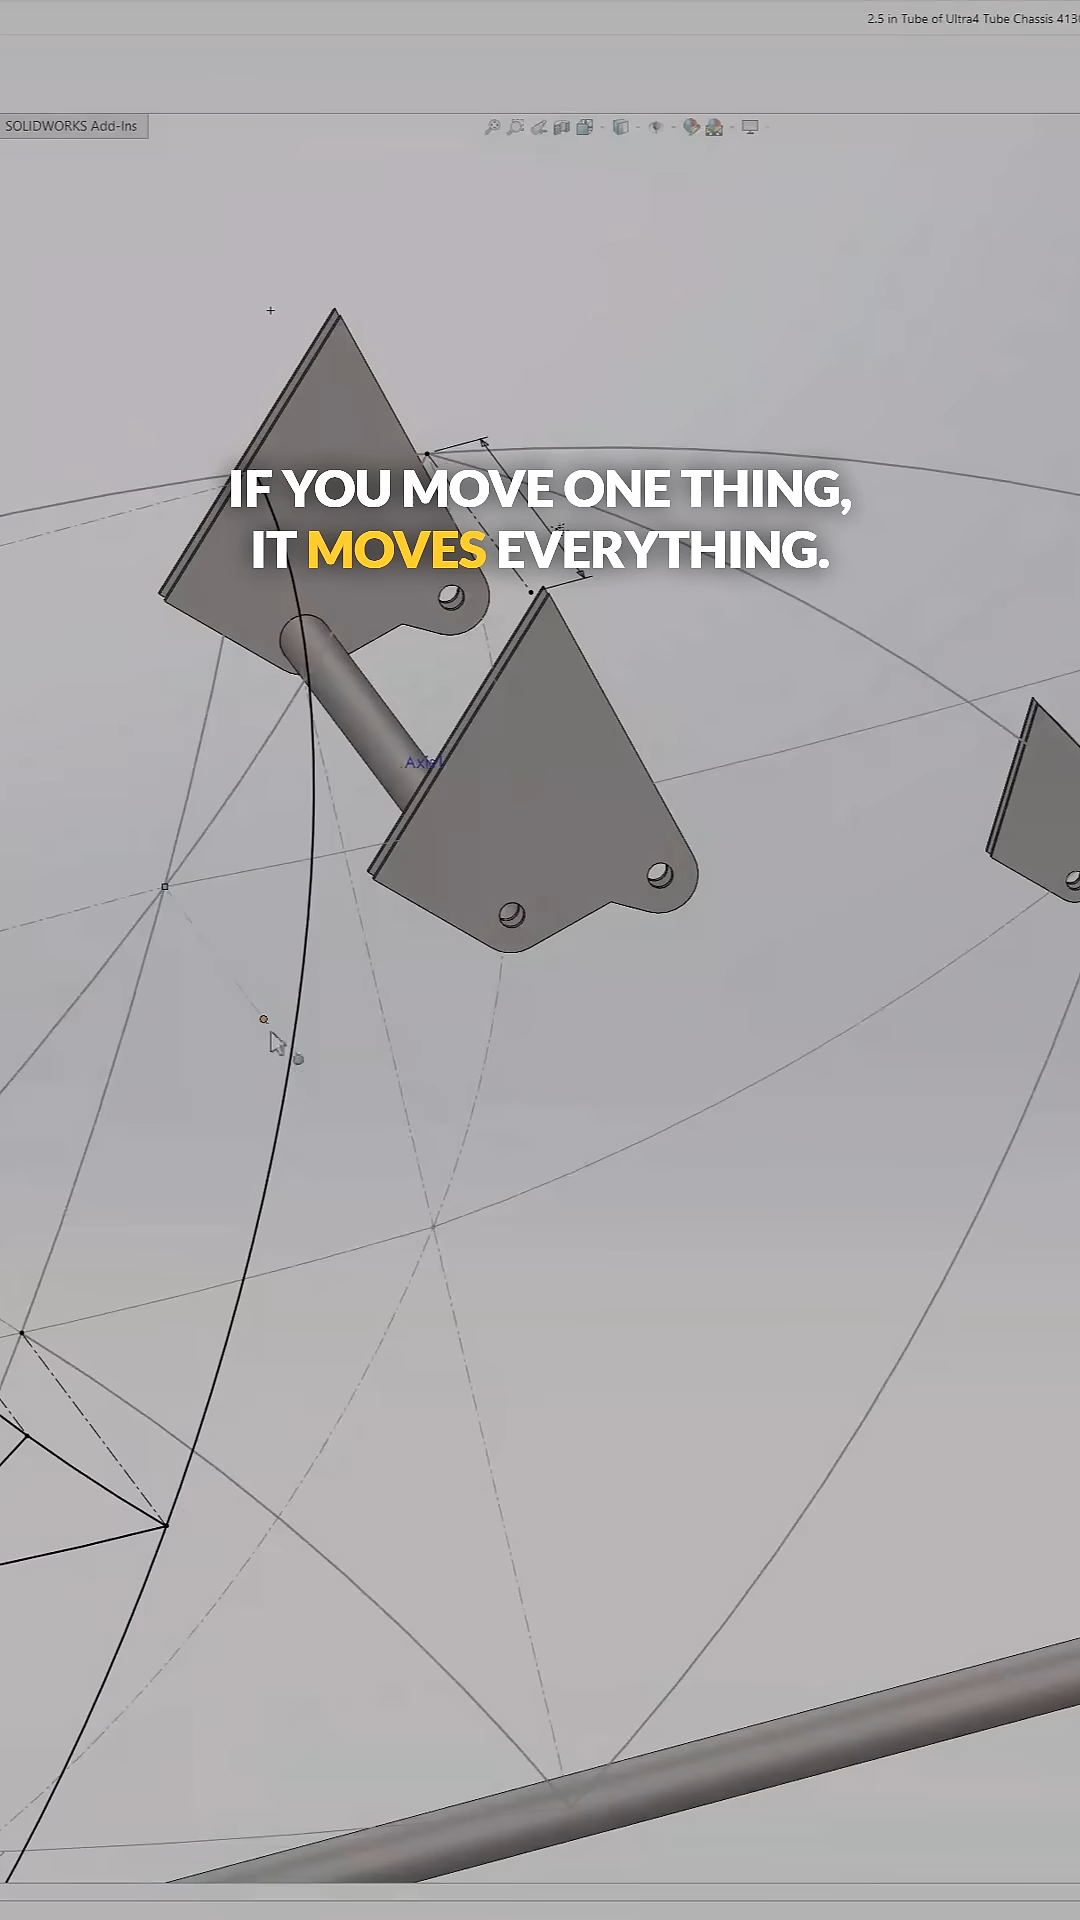 2.5 in Tube of Ultra4 Tube Chassis 413
SOLIDWORKS Add-Ins
IF YOU MOVE ONE THING,
IT MOVES EVERYTHING.